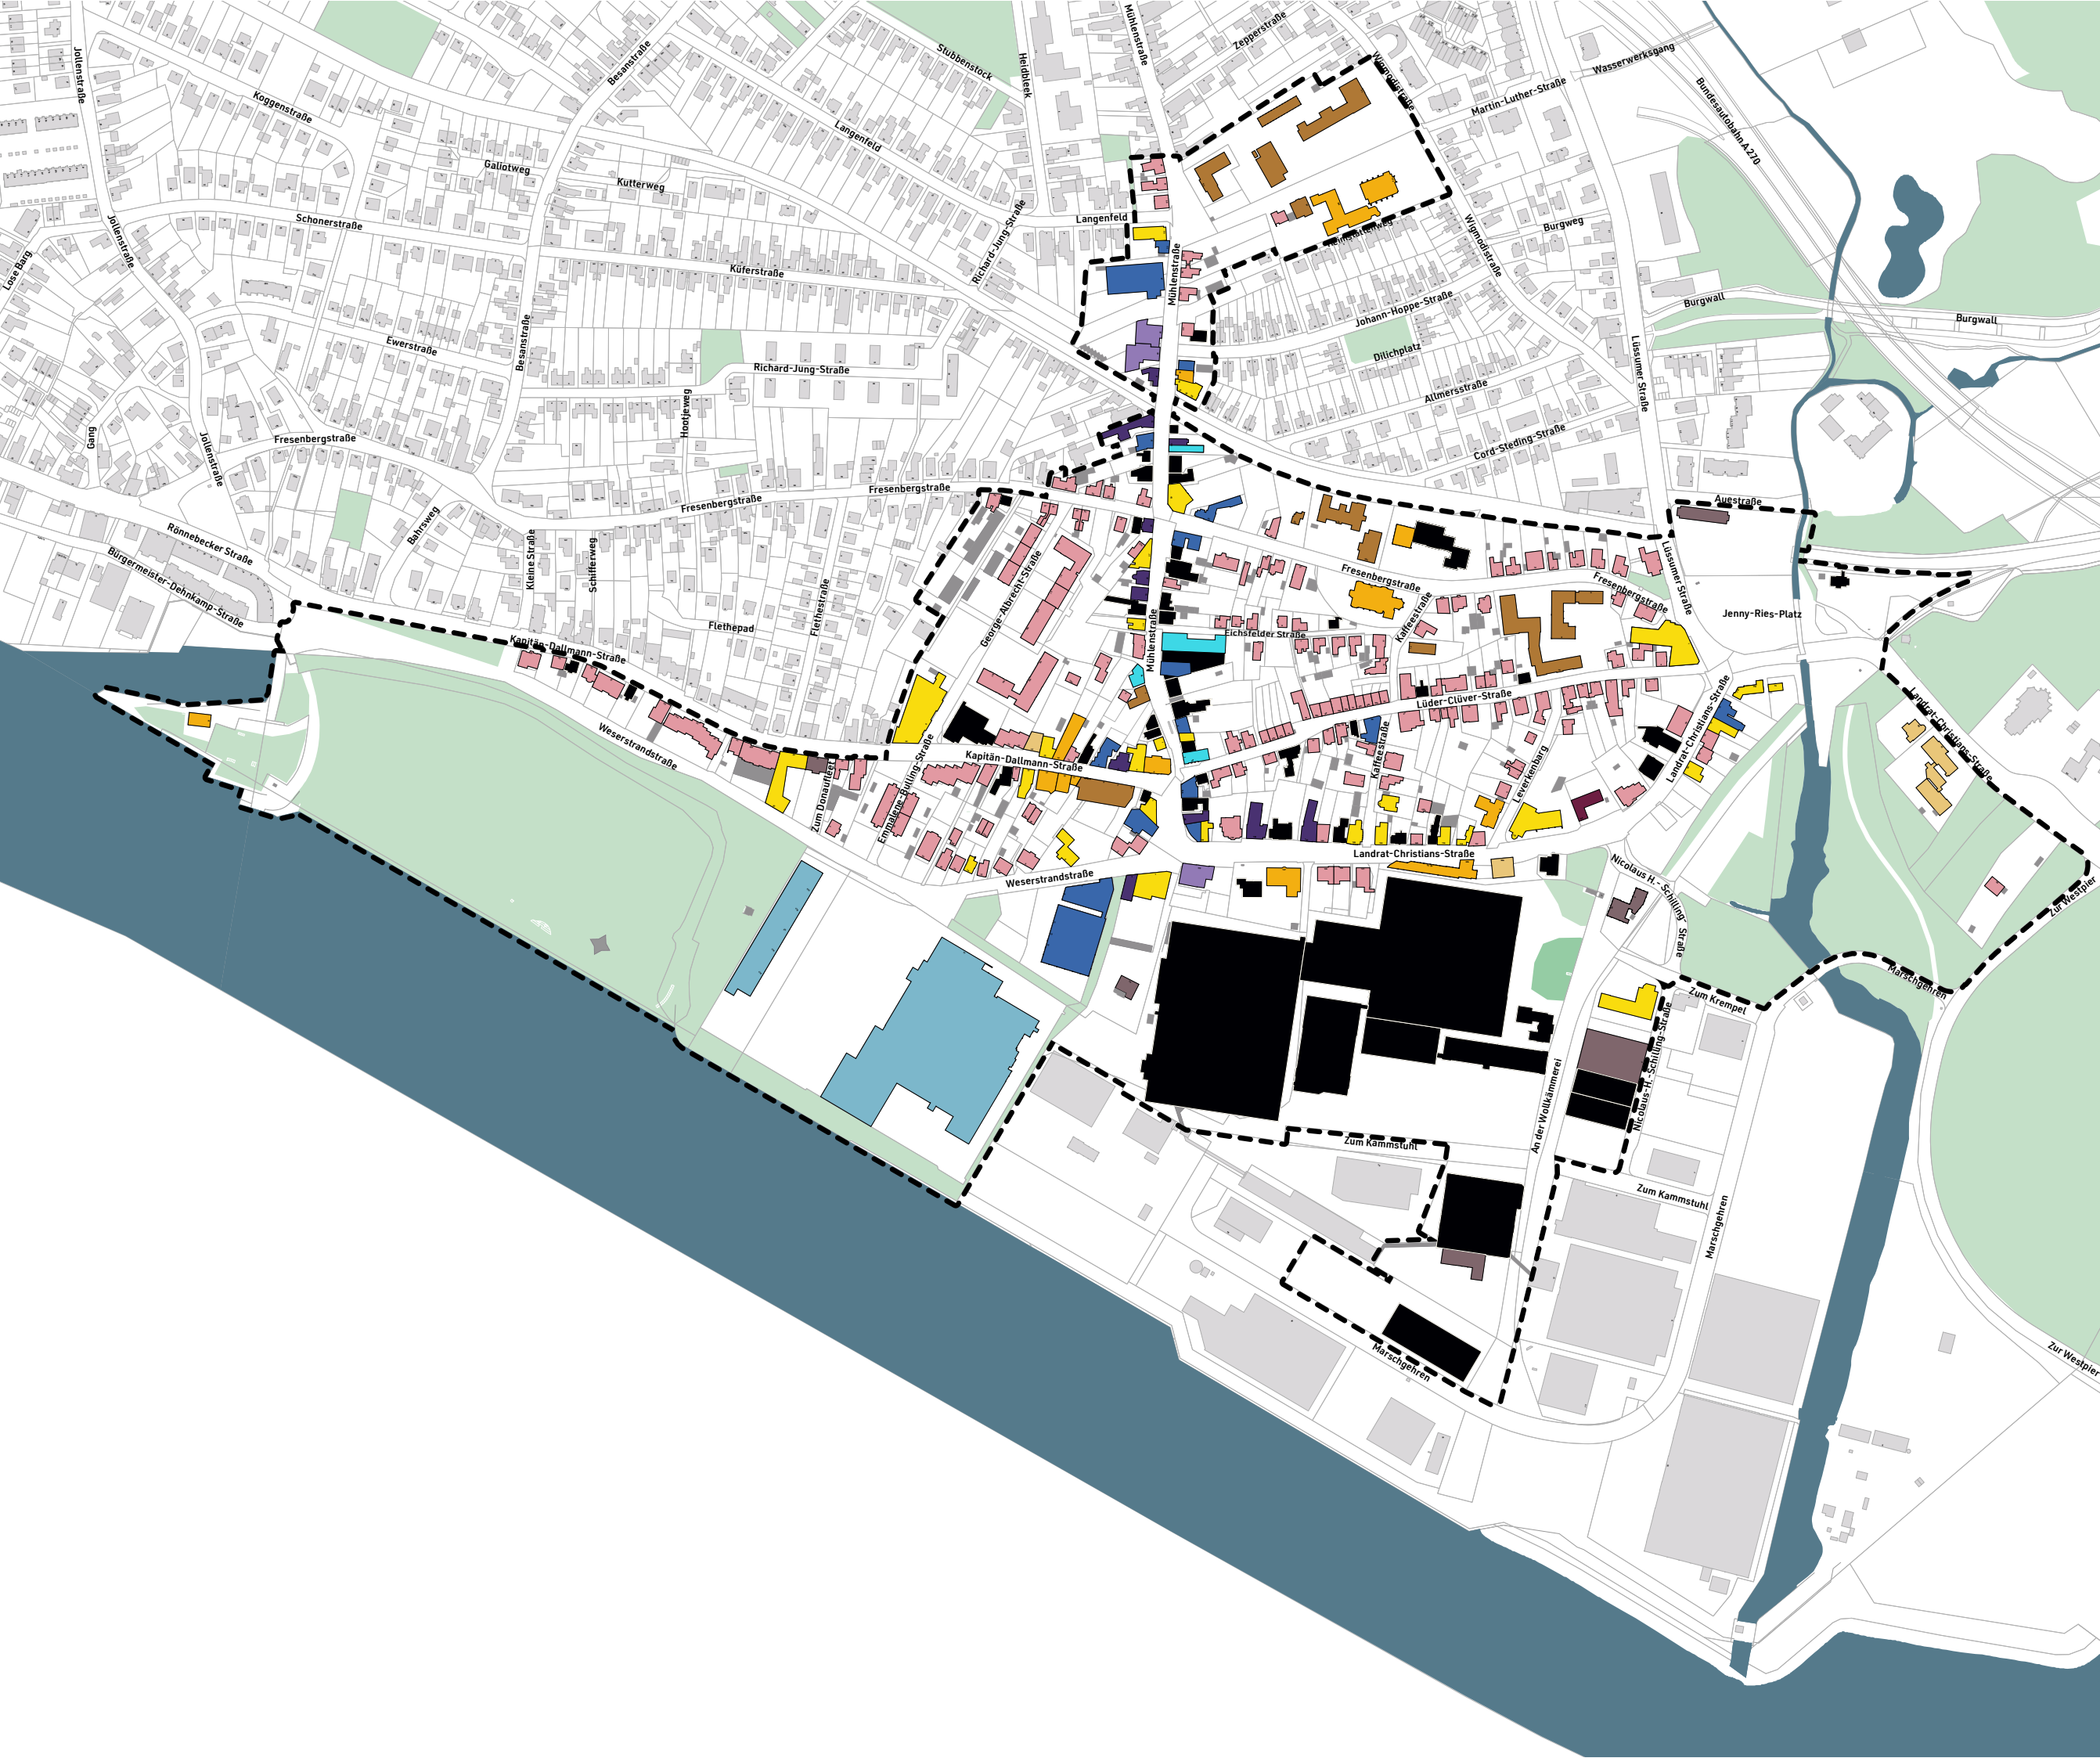 Mühlenstraße
Zepperstraße
Jollenstraße
Besanstraße
Stubbenstock
Heidbleek
Wigmodistraße
Wasserwerksgang
Martin-Luther-Straße
Bundesautobahn A 270
Koggenstraße
Langenfeld
Galiotweg
Kutterweg
Jollenstraße
Schonerstraße
Langenfeld
Richard-Jung-Straße
Lose Barg
Küferstraße
Mühlenstraße
Wigmodistraße
Burgweg
Johann-Hoppe-Straße
Burgwall
Burgwall
Besanstraße
Ewerstraße
Dilichplatz
Richard-Jung-Straße
Lüssumer Straße
Allmersstraße
Hootjeweg
Gang
Jollenstraße
Fresenbergstraße
Cord-Steding-Straße
Fresenbergstraße
Fresenbergstraße
Auestraße
Bahrsweg
Rönnebecker Straße
Bürgermeister-Dehnkamp-Straße
Kleine Straße
Schifferweg
Flethestraße
George-Albrecht-Straße
Fresenbergstraße
Fresenbergstraße
Lüssumer Straße
Jenny-Ries-Platz
Flethepad
Kaffeestraße
Eichsfelder Straße
Mühlenstraße
Kapitän-Dallmann-Straße
Lüder-Clüver-Straße
Landrat-Christians-Straße
Landrat-Christians-Straße
Weserstrandstraße
Kapitän-Dallmann-Straße
Kaffeestraße
Leverkenbarg
Zum Donaufleet
Emmalene-Bulling-Straße
Landrat-Christians-Straße
Weserstrandstraße
Nicolaus H.- Schilling-
Straße
Zur Westpier
Marschgehren
Zum Krempel
Nicolaus-H.-Schilling-Straße
An der Wollkämmerei
Zum Kammstuhl
Zum Kammstuhl
Marschgehren
Marschgehren
Zur Westpier